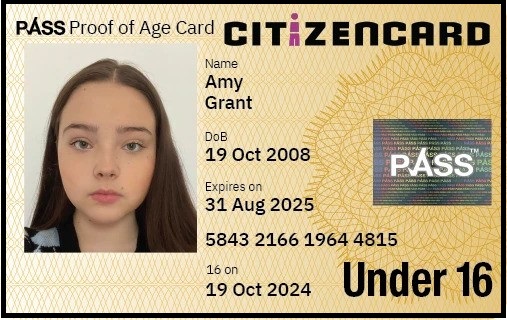 PASS Proof of Age Card
CITIZENCARD
Name
Amy
Grant
DoB
19 Oct 2008
Expires on
31 Aug 2025
5843 2166 1964 4815
16 on
19 Oct 2024
PASS™
Under 16